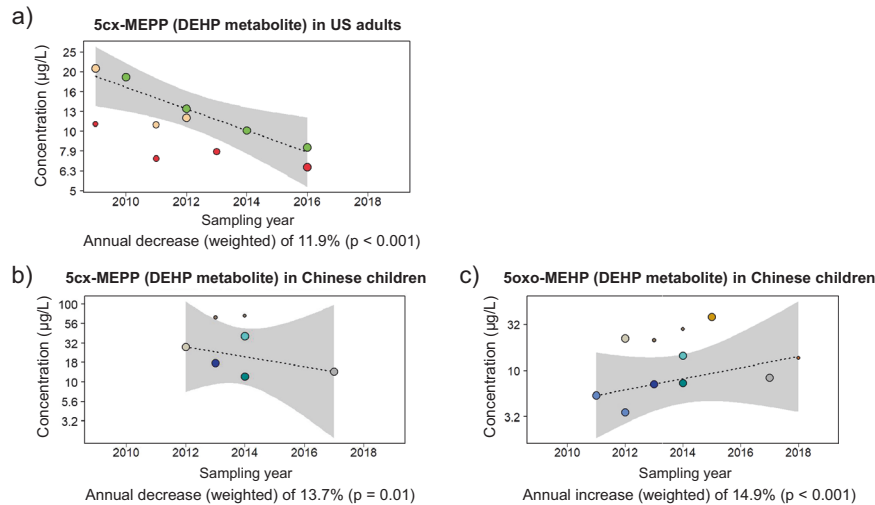 a)
5cx-MEPP (DEHP metabolite) in US adults
Concentration (µg/L)
25
20
16
13
10
7.9
6.3
5
2010 2012 2014 2016 2018
Sampling year
Annual decrease (weighted) of 11.9% (p < 0.001)
b)
5cx-MEPP (DEHP metabolite) in Chinese children
Concentration (µg/L)
100
56
32
18
10
5.6
3.2
2010 2012 2014 2016 2018
Sampling year
Annual decrease (weighted) of 13.7% (p = 0.01)
c)
5oxo-MEHP (DEHP metabolite) in Chinese children
Concentration (µg/L)
32
10
3.2
2010 2012 2014 2016 2018
Sampling year
Annual increase (weighted) of 14.9% (p < 0.001)